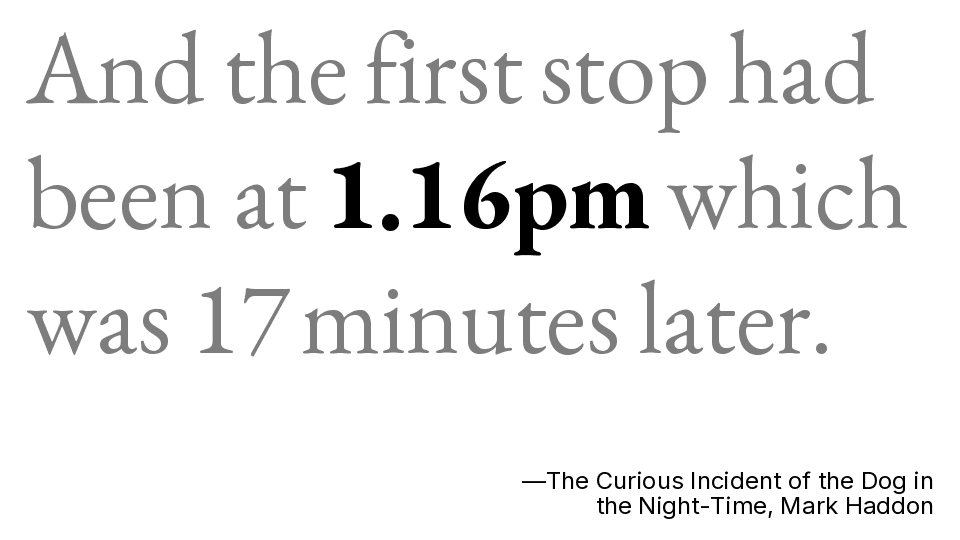 And the first stop had
been at 1.16pm which
was 17 minutes later.
—The Curious Incident of the Dog in
the Night-Time, Mark Haddon